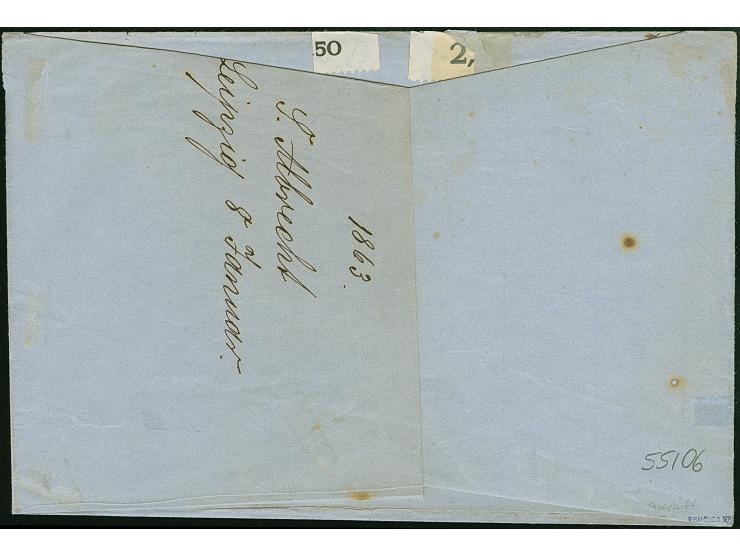 50
2,
1863.
S. Albrecht
Leipzig 8 Januar.
55106